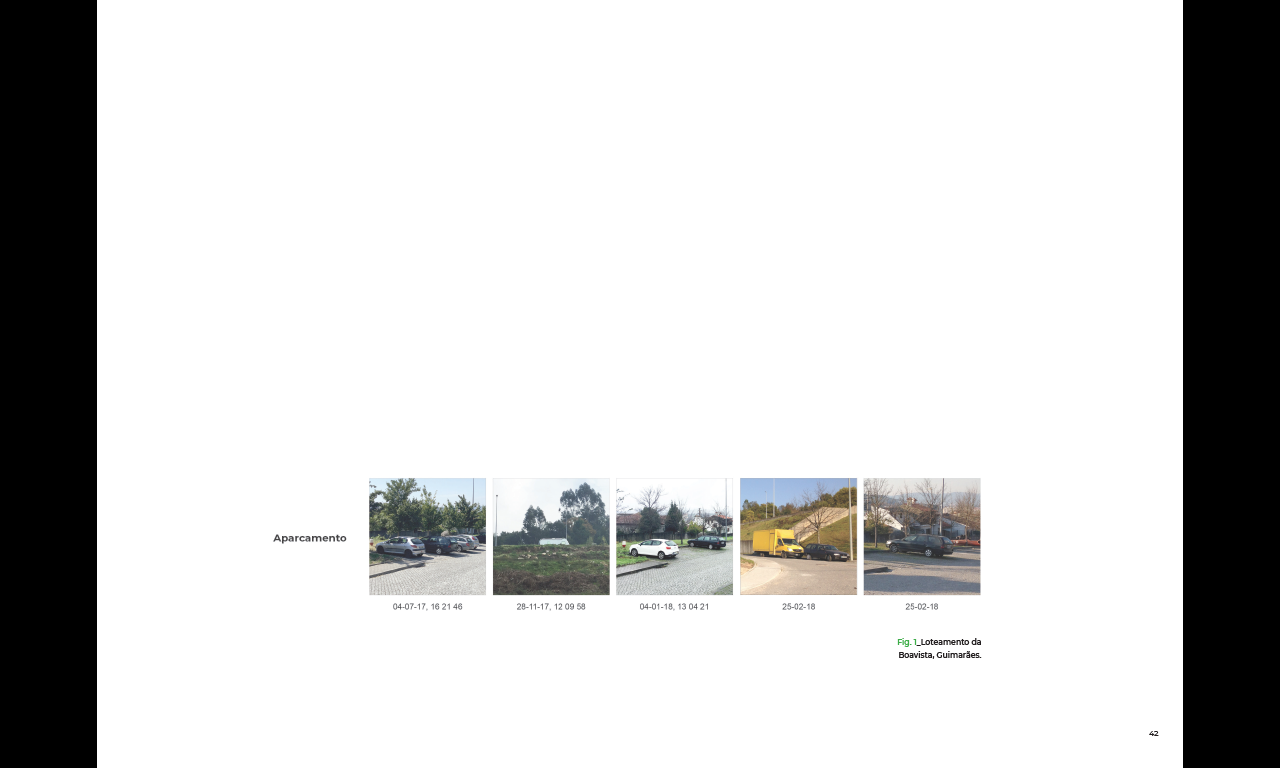 Aparcamento
04-07-17, 16 21 46
28-11-17, 12 09 58
04-01-18, 13 04 21
25-02-18
25-02-18
Fig. 1_Loteamento da
Boavista, Guimarães.
42